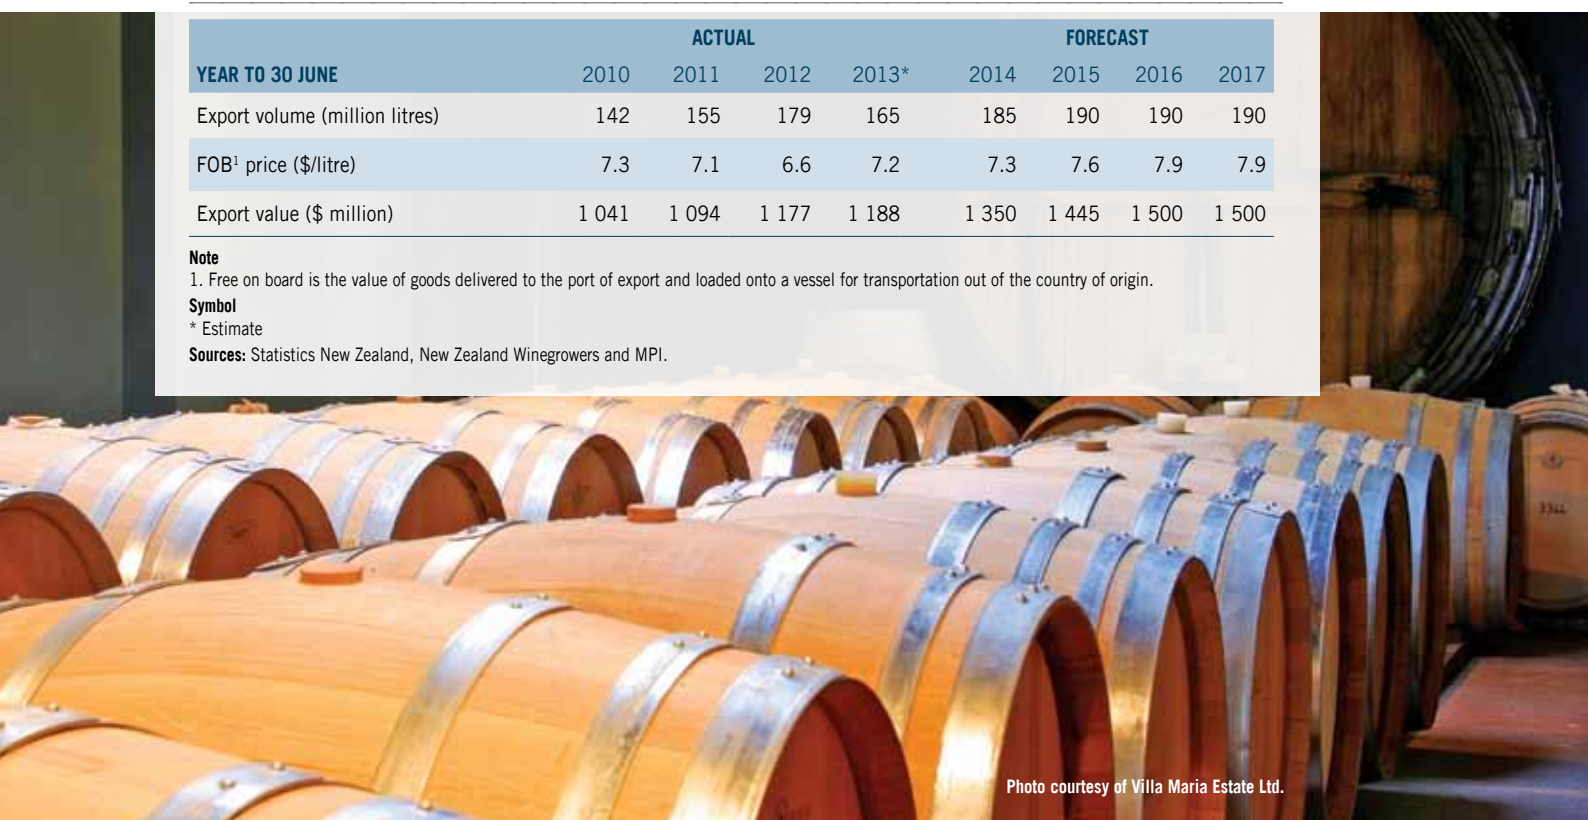 ACTUAL FORECAST
YEAR TO 30 JUNE 2010 2011 2012 2013* 2014 2015 2016 2017
Export volume (million litres) 142 155 179 165 185 190 190 190
FOB¹ price ($/litre) 7.3 7.1 6.6 7.2 7.3 7.6 7.9 7.9
Export value ($ million) 1 041 1 094 1 177 1 188 1 350 1 445 1 500 1 500
Note
1. Free on board is the value of goods delivered to the port of export and loaded onto a vessel for transportation out of the country of origin.
Symbol
* Estimate
Sources: Statistics New Zealand, New Zealand Winegrowers and MPI.
Photo courtesy of Villa Maria Estate Ltd.